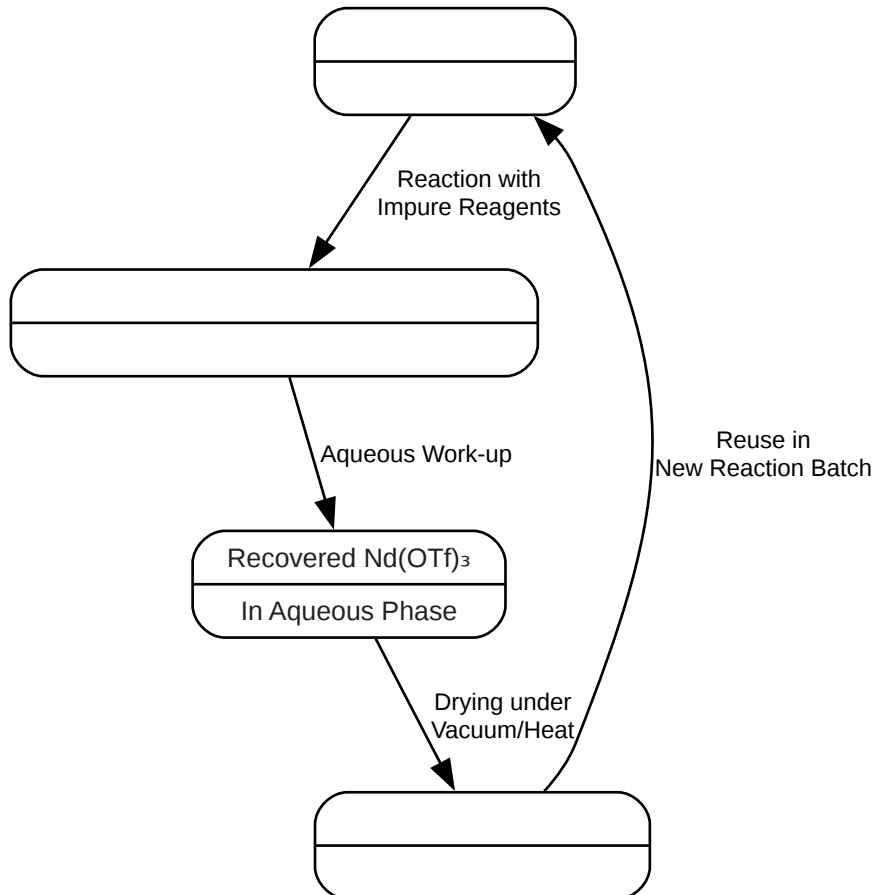 Reaction with
Impure Reagents
Aqueous Work-up
Reuse in
New Reaction Batch
Recovered Nd(OTf)₃
In Aqueous Phase
Drying under
Vacuum/Heat